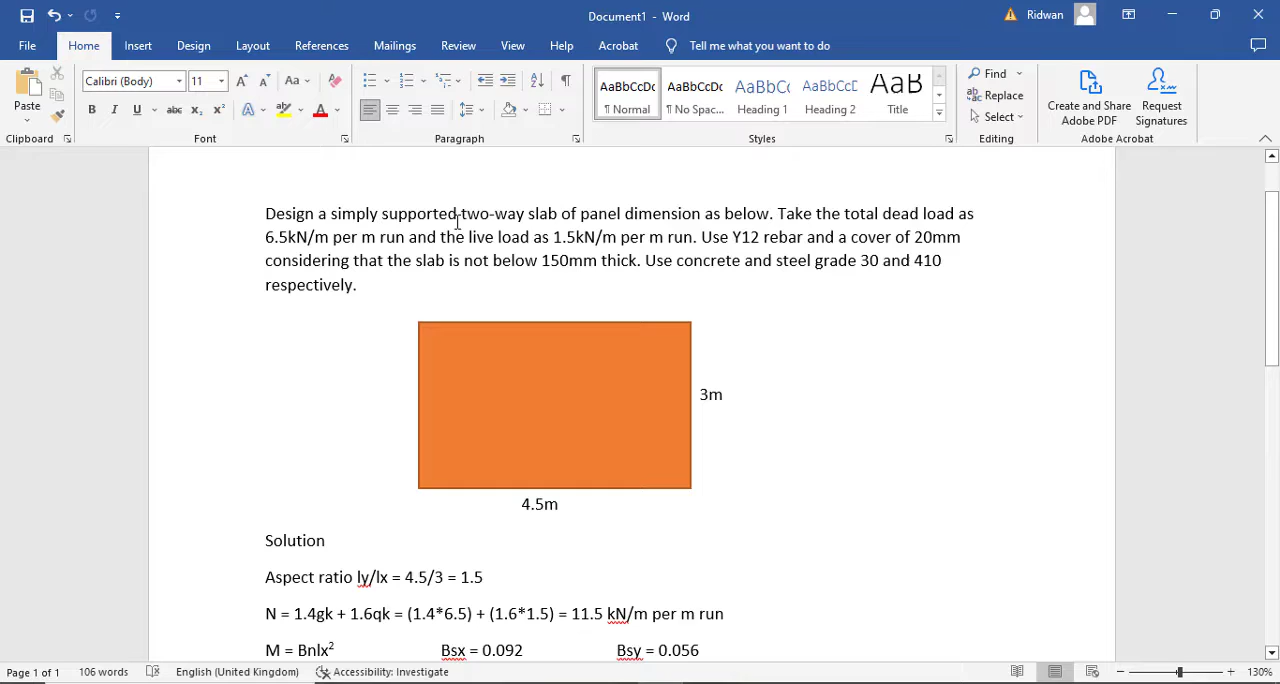 Document1 - Word
Ridwan
File Home Insert Design Layout References Mailings Review View Help Acrobat Tell me what you want to do
Paste
Calibri (Body) 11
Aa
B I U abc x₂ x² A A
¶
AaBbCcDc AaBbCcDc AaBbCc AaBbCcD AaB
¶ Normal ¶ No Spac... Heading 1 Heading 2 Title
Find
Replace
Select
Create and Share
Adobe PDF
Request
Signatures
Clipboard Font Paragraph Styles Editing Adobe Acrobat
Design a simply supported two-way slab of panel dimension as below. Take the total dead load as
6.5kN/m per m run and the live load as 1.5kN/m per m run. Use Y12 rebar and a cover of 20mm
considering that the slab is not below 150mm thick. Use concrete and steel grade 30 and 410
respectively.
3m
4.5m
Solution
Aspect ratio ly/lx = 4.5/3 = 1.5
N = 1.4gk + 1.6qk = (1.4*6.5) + (1.6*1.5) = 11.5 kN/m per m run
M = Bnlx² Bsx = 0.092 Bsy = 0.056
Page 1 of 1 106 words English (United Kingdom) Accessibility: Investigate 130%